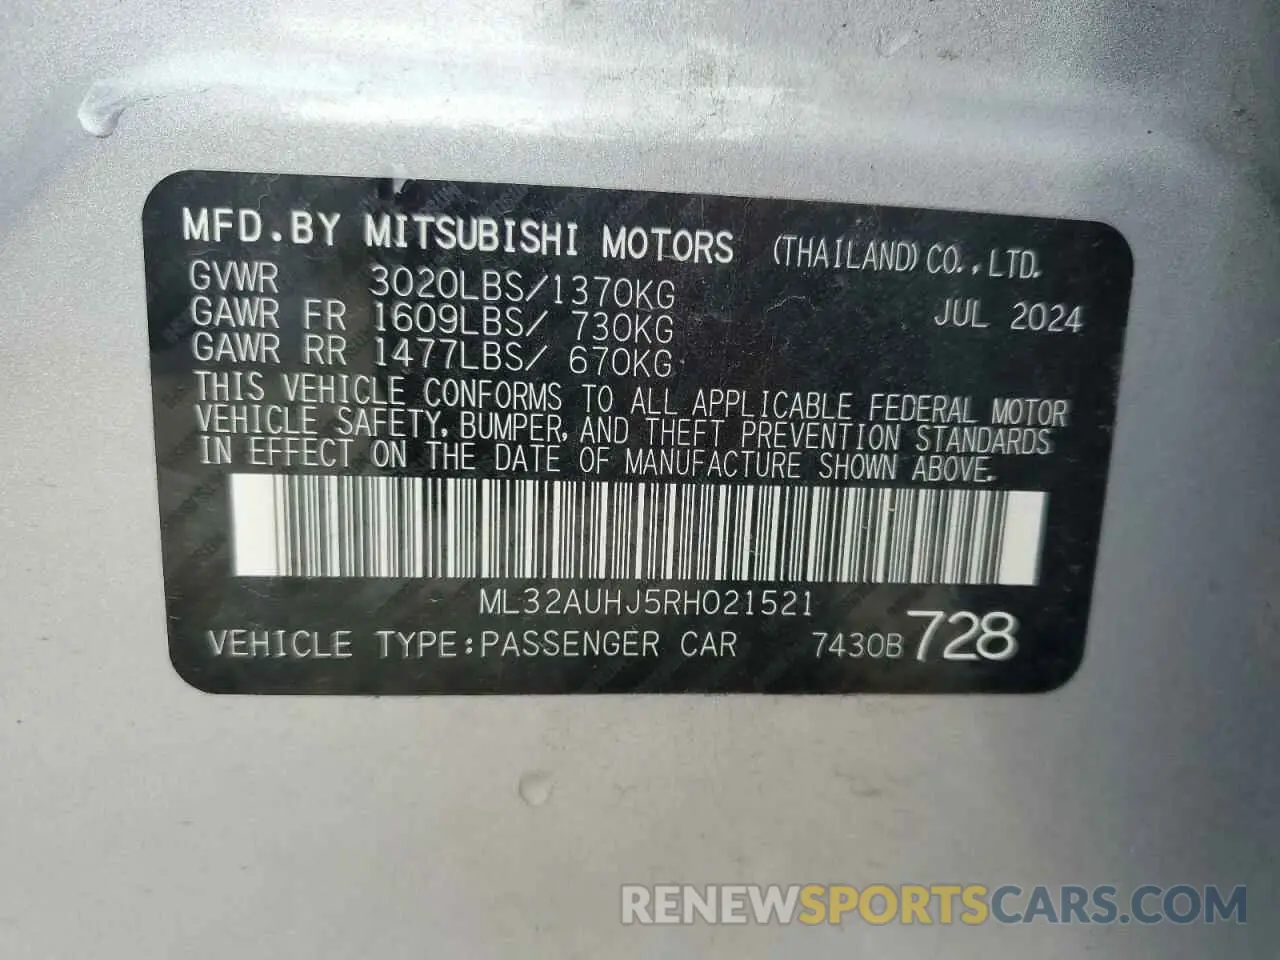 MFD.BY MITSUBISHI MOTORS (THAILAND) CO., LTD.
GVWR 3020LBS/1370KG
JUL 2024
GAWR FR 1609LBS/ 730KG
GAWR RR 1477LBS/ 670KG
THIS VEHICLE CONFORMS TO ALL APPLICABLE FEDERAL MOTOR
VEHICLE SAFETY, BUMPER, AND THEFT PREVENTION STANDARDS
IN EFFECT ON THE DATE OF MANUFACTURE SHOWN ABOVE.
ML32AUHJ5RH021521
VEHICLE TYPE:PASSENGER CAR 7430B 728
RENEWSPORTSCARS.COM